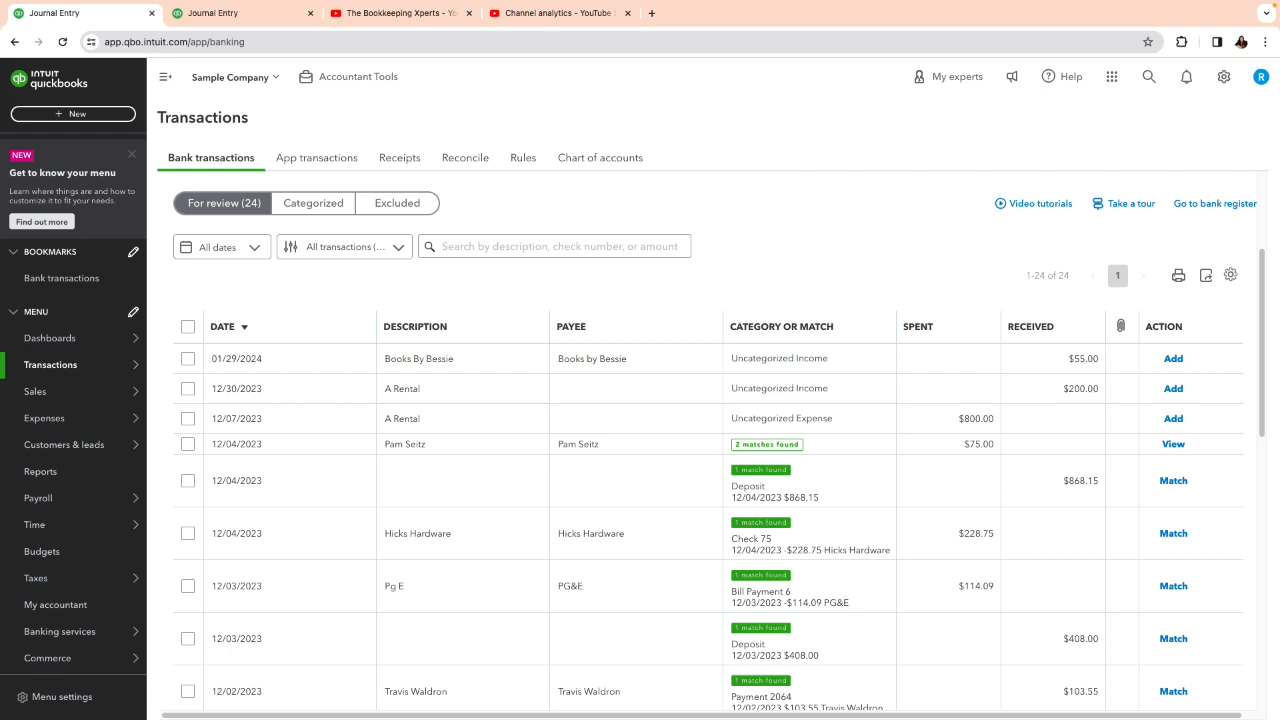 Journal Entry
Journal Entry
The Bookkeeping Xperts - Yo
Channel analytics - YouTube S
app.qbo.intuit.com/app/banking
INTUIT
quickbooks
Sample Company
Accountant Tools
My experts
Help
R
+ New
Transactions
NEW
Get to know your menu
Learn where things are and how to
customize it to fit your needs.
Find out more
Bank transactions
App transactions
Receipts
Reconcile
Rules
Chart of accounts
For review (24)
Categorized
Excluded
Video tutorials
Take a tour
Go to bank register
All dates
All transactions (...
Search by description, check number, or amount
1-24 of 24
1
BOOKMARKS
Bank transactions
MENU
Dashboards
Transactions
Sales
Expenses
Customers & leads
Reports
Payroll
Time
Budgets
Taxes
My accountant
Banking services
Commerce
Menu settings
DATE
DESCRIPTION
PAYEE
CATEGORY OR MATCH
SPENT
RECEIVED
ACTION
01/29/2024
Books By Bessie
Books by Bessie
Uncategorized Income
$55.00
Add
12/30/2023
A Rental
Uncategorized Income
$200.00
Add
12/07/2023
A Rental
Uncategorized Expense
$800.00
Add
12/04/2023
Pam Seitz
Pam Seitz
2 matches found
$75.00
View
12/04/2023
1 match found
Deposit
12/04/2023 $868.15
$868.15
Match
12/04/2023
Hicks Hardware
Hicks Hardware
1 match found
Check 75
12/04/2023 -$228.75 Hicks Hardware
$228.75
Match
12/03/2023
Pg E
PG&E
1 match found
Bill Payment 6
12/03/2023 -$114.09 PG&E
$114.09
Match
12/03/2023
1 match found
Deposit
12/03/2023 $408.00
$408.00
Match
12/02/2023
Travis Waldron
Travis Waldron
1 match found
Payment 2064
12/02/2023 $103.55 Travis Waldron
$103.55
Match